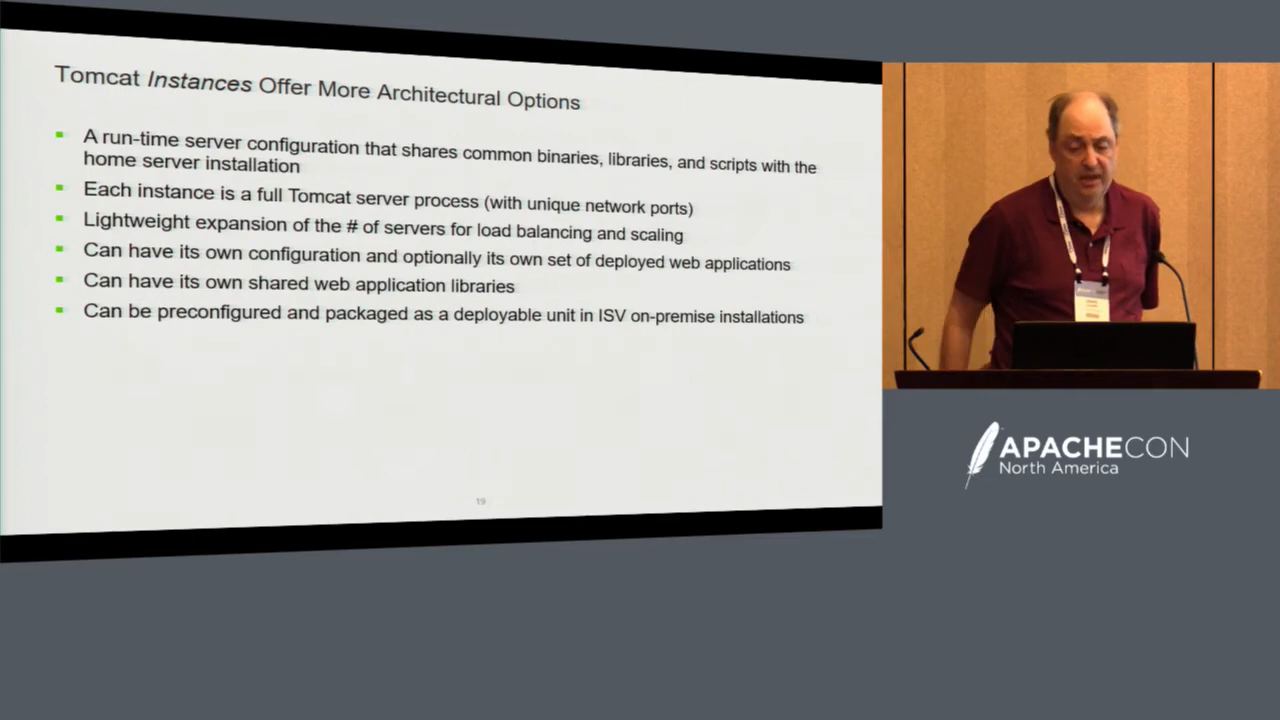 Tomcat Instances Offer More Architectural Options
A run-time server configuration that shares common binaries, libraries, and scripts with the
home server installation
Each instance is a full Tomcat server process (with unique network ports)
Lightweight expansion of the # of servers for load balancing and scaling
Can have its own configuration and optionally its own set of deployed web applications
Can have its own shared web application libraries
Can be preconfigured and packaged as a deployable unit in ISV on-premise installations
19
APACHECON
North America